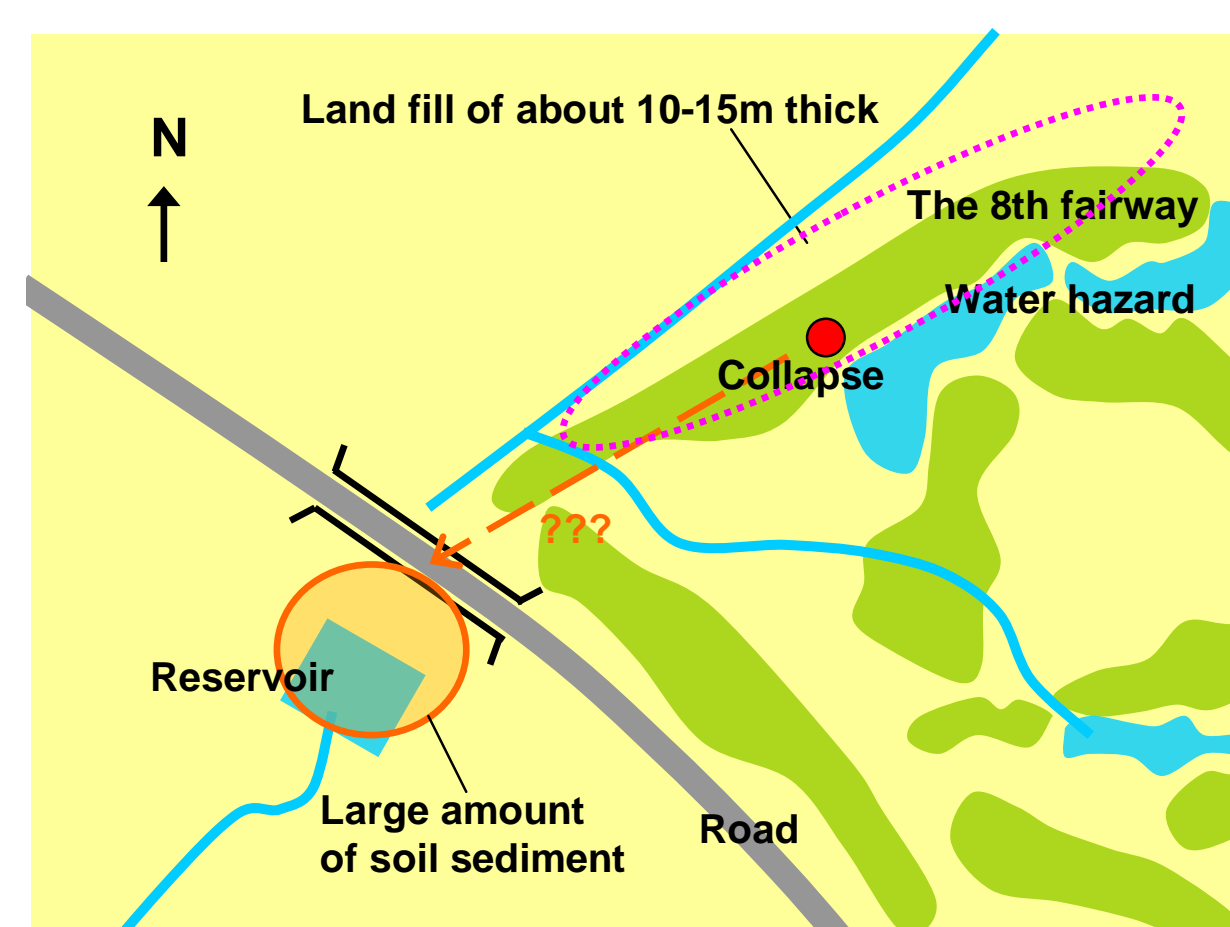 Land fill of about 10-15m thick
N
The 8th fairway
Water hazard
Collapse
???
Reservoir
Large amount
of soil sediment
Road